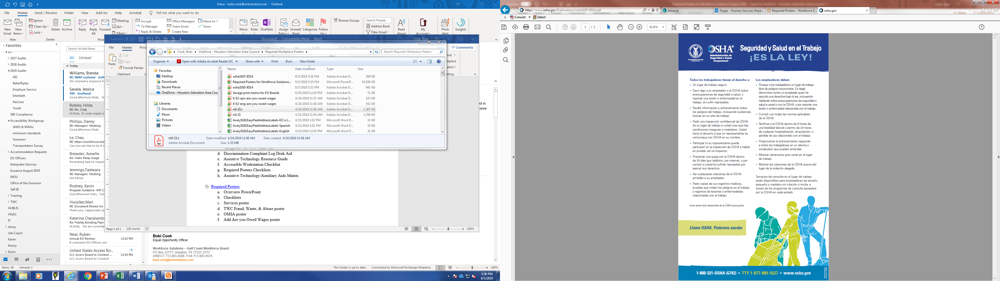 Inbox - bobi.cook@wrksolutions.net - Outlook
File Home Send / Receive Folder View Add-ins Help Acrobat Tell me what you want to do
New Email
New Items
New
Ignore
Clean Up
Junk
Delete
Archive
Delete
Reply
Reply All
Forward
Meeting
IM
More
Encrypt
To Manager
Reply & Delete
Office Managers
Team Email
Create New
Move to: ?
Done
Move
Rules
OneNote
Assign Policy
Unread/ Read
Categorize
Follow Up
Browse Groups
Search People
Address Book
Filter Email
Read Aloud
My Account
Phish Alert
Insights
Favorites
EO
2017 Audits
2018 Audits
2019 Audits
AEL
BakerRipley
Employer Service
Interfaith
ResCare
Youth
508 Compliance
Accessibility Workgroup
JAWS & MAGic
minimum standards
Sorenson
Transportation Survey
Accommodation Requests
EO Officers
Interpreter Services
Issuance August 2019
MOU
Office of the Governor
Self ID
Training
TWC
GHBLN
HGAC
IT
Jenny
Job Coach
Karen
Kenny
Kevin
Search All Mail Items
All Unread
Today
Williams, Brenda
RE: SNAP customer - Gulf
We received a response fr
Savala, Jessica
VRS - Southeast
Good afternoon Bobi,
Robles, Hilda
RE: Ms. Cody
Hi Bobi, It seems maybe a
Phillips, Danny
RE: Managers' Meeting
Good afternoon Bobi,
Le, Chau
RE: https://workforcesolut
Can you ask him to try it n
Brewster, Annelle
Re: Video Relay Usage
Rosenberg had no reques
Jennings,Tasheara
RE: Managers' Meeting
See below
Rodney, Kevin
Program Guidance- WIT C
God afternoon folks, Can
Hunziker,Mari
RE: Document Review for
Thank you. I appreciate yo
Katerina Charalamb
Re: Fidelity Bonding Flyer
Hi Bobi, We are currently
Neal, Ruben
Annual EO Reviews 12:42 PM
If contractor EO Officers are
United States Access Bo...
U.S. Access Board to Conduct ... 12:19 PM
U.S. Access Board to Conduct
AutoSave Off
Document1 - Compatibility Mode - Word
Cook, Bobi
File Home
Comments
Paste
Cut
Copy
Format Painter
Clipboard
Cook, Bobi OneDrive - Houston-Galveston Area Council Required Workplace Posters
Search Required Workplace Posters
Organize Open with Adobe Acrobat Reader DC Share with Print Burn New folder
Favorites
Desktop
Downloads
Recent Places
OneDrive - Houston-Galveston Area Cou
Libraries
Documents
Music
Pictures
Videos
Name Date modified Type Size
osha3167-8514 8/5/2019 5:36 PM Adobe Acrobat D... 360 KB
Required Posters for Workforce Solutions... 8/5/2019 5:35 PM Microsoft PowerP... 43,936 KB
osha3165-8514 8/5/2019 5:33 PM Adobe Acrobat D... 941 KB
Savage print memo for EO Boards 6/10/2019 12:16 PM Adobe Acrobat D... 71 KB
ll-52-spn-are-you-owed-wages 4/24/2019 11:57 AM Adobe Acrobat D... 523 KB
ll-52-eng-are-you-owed-wages 4/24/2019 11:56 AM Adobe Acrobat D... 542 KB
rid-21s 4/24/2019 11:56 AM Adobe Acrobat D... 1,367 KB
rid-21 4/24/2019 11:54 AM Adobe Acrobat D... 1,356 KB
Avery5161EasyPeelAddressLabels-EO is L... 4/15/2019 1:02 PM Microsoft Word D... 32 KB
Avery5161EasyPeelAddressLabels-Spanish 4/15/2019 1:01 PM Microsoft Word D... 32 KB
Avery5161EasyPeelAddressLabels-English 4/15/2019 12:55 PM Microsoft Word D... 31 KB
rid-21s Date modified: 4/24/2019 11:56 AM Date created: 4/24/2019 11:56 AM
Adobe Acrobat Document Size: 1.33 MB
d. Discrimination Complaint Log Desk Aid
e. Assistive Technology Resource Guide
f. Accessible Workstation Checklist
g. Required Posters Checklists
h. Assistive Technology/Auxiliary Aids Matrix
5) Required Posters
a. Overview PowerPoint
b. Checklists
c. Services poster
d. TWC Fraud, Waste, & Abuse poster
e. OSHA poster
f. Add Are you Owed Wages poster
Page 1 of 1 228 words 100%
Bobi Cook
Equal Opportunity Officer
Workforce Solutions – Gulf Coast Workforce Board
PO Box 22777, Houston, TX 77227-2777
DIRECT 713.993.4506 FAX 713.993.4578
bobi.cook@wrksolutions.com
Items: 38 Unread: 2 This folder is up to date. Connected to: Microsoft Exchange (Headers) 100%
5:36 PM
8/5/2019
https://www.osha.gov/Publications/osha3167-8514.pdf
Intranet
Pages - Human Services Share...
Required Posters - Workforce S...
osha.gov
Convert Select
1 / 1 61.8%
Departamento de Trabajo de los EE. UU.
OSHA®
Administración de Seguridad y Salud Ocupacional
Seguridad y Salud en el Trabajo
¡ES LA LEY!
Todos los trabajadores tienen el derecho a:
• Un lugar de trabajo seguro.
• Decir algo a su empleador o la OSHA sobre
preocupaciones de seguridad o salud, o
reportar una lesión o enfermedad en el
trabajo, sin sufrir represalias.
• Recibir información y entrenamiento sobre
los peligros del trabajo, incluyendo sustancias
toxicas en su sitio de trabajo.
• Pedir una inspección confidencial de OSHA
de su lugar de trabajo si usted cree que hay
condiciones inseguras o insalubres. Usted
tiene el derecho a que un representante se
comunique con OSHA en su nombre.
• Participar (o su representante puede
participar) en la inspección de OSHA y hablar
en privado con el inspector.
• Presentar una queja con la OSHA dentro
de 30 días (por teléfono, por internet, o por
correo) si usted ha sufrido represalias por
ejercer sus derechos.
• Ver cualquieras citaciones de la OSHA
emitidas a su empleador.
• Pedir copias de sus registros médicos,
pruebas que miden los peligros en el trabajo,
y registros de lesiones y enfermedades
relacionadas con el trabajo.
Este cartel está disponible de la OSHA para gratis.
Los empleadores deben:
• Proveer a los trabajadores un lugar de trabajo
libre de peligros reconocidos. Es ilegal
discriminar contra un empleado quien ha
ejercido sus derechos bajo la ley, incluyendo
hablando sobre preocupaciones de seguridad o
salud a usted o con la OSHA, o por reportar una
lesión o enfermedad relacionada con el trabajo.
• Cumplir con todas las normas aplicables
de la OSHA.
• Notificar a la OSHA dentro de 8 horas de
una fatalidad laboral o dentro de 24 horas
de cualquier hospitalización, amputación, o
pérdida de ojo relacionado con el trabajo.
• Proporcionar el entrenamiento requerido
a todos los trabajadores en un idioma y
vocabulario que pueden entender.
• Mostrar claramente este cartel en el lugar
de trabajo.
• Mostrar las citaciones de la OSHA acerca del
lugar de la violación alegada.
Servicios de consulta en el lugar de trabajo
están disponibles para empleadores de tamaño
pequeño y mediano sin citación o multa, a
través de los programas de consulta apoyados
por la OSHA en cada estado.
Llame OSHA. Podemos ayudar.
1-800-321-OSHA (6742) • TTY 1-877-889-5627 • www.osha.gov